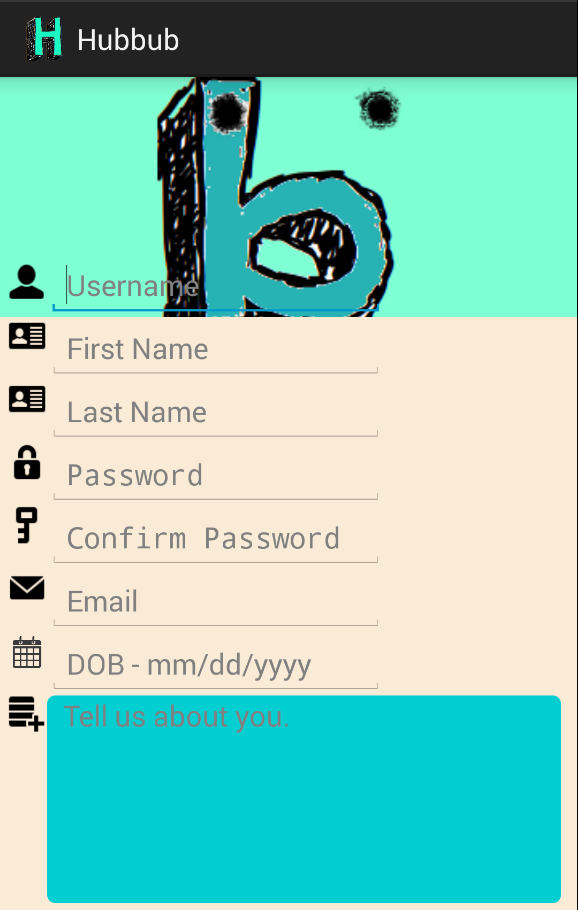 H Hubbub
b
Username
First Name
Last Name
Password
Confirm Password
Email
DOB - mm/dd/yyyy
Tell us about you.